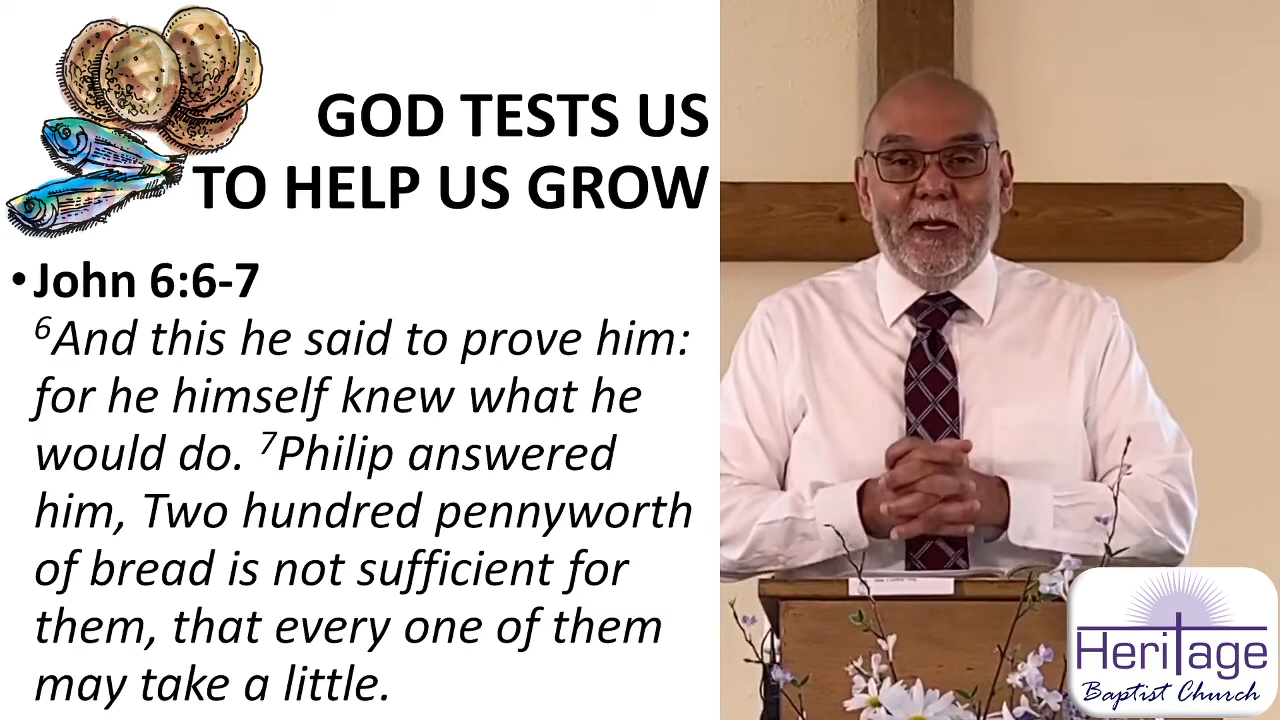 GOD TESTS US
TO HELP US GROW
• John 6:6-7
⁶And this he said to prove him:
for he himself knew what he
would do. ⁷Philip answered
him, Two hundred pennyworth
of bread is not sufficient for
them, that every one of them
may take a little.
Heritage
Baptist Church